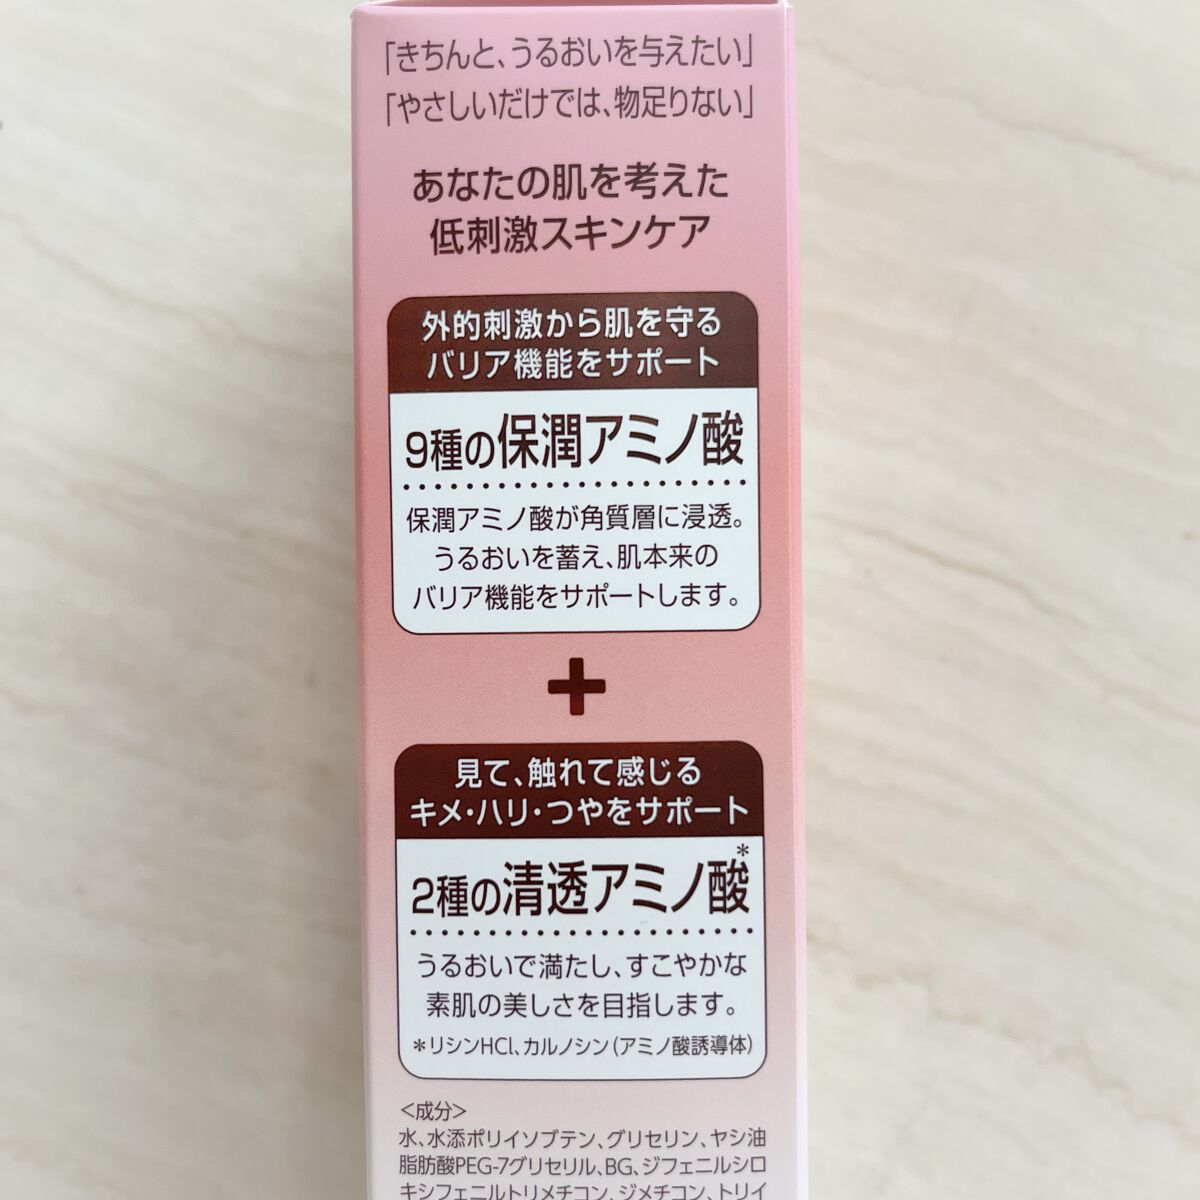 「きちんと、うるおいを与えたい」
「やさしいだけでは、物足りない」
あなたの肌を考えた
低刺激スキンケア
外的刺激から肌を守る
バリア機能をサポート
9種の保潤アミノ酸
保潤アミノ酸が角質層に浸透。
うるおいを蓄え、肌本来の
バリア機能をサポートします。
+
見て、触れて感じる
キメ・ハリ・つやをサポート
2種の清透アミノ酸*
うるおいで満たし、すこやかな
素肌の美しさを目指します。
*リシンHCl、カルノシン(アミノ酸誘導体)
<成分>
水、水添ポリイソブテン、グリセリン、ヤシ油
脂肪酸PEG-7グリセリル、BG、ジフェニルシロ
キシフェニルトリメチコン、ジメチコン、トリイ